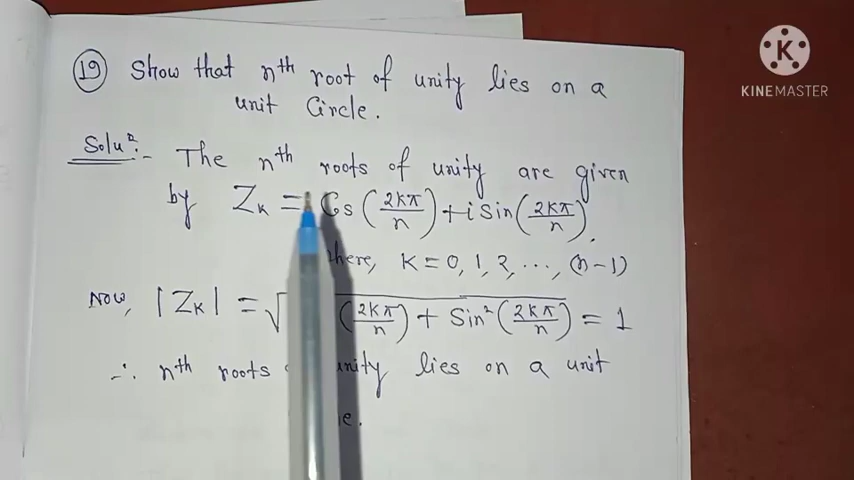 19 Show that nth root of unity lies on a
unit Circle.
Soluⁿ:- The nth roots of unity are given
by Zₖ = Cos (2kπ/n) + i Sin (2kπ/n),
k = 0, 1, 2, ..., (n-1)
Now, |Zₖ| = √ (2kπ/n) + Sin² (2kπ/n) = 1
∴ nth roots unity lies on a unit
K
KINEMASTER